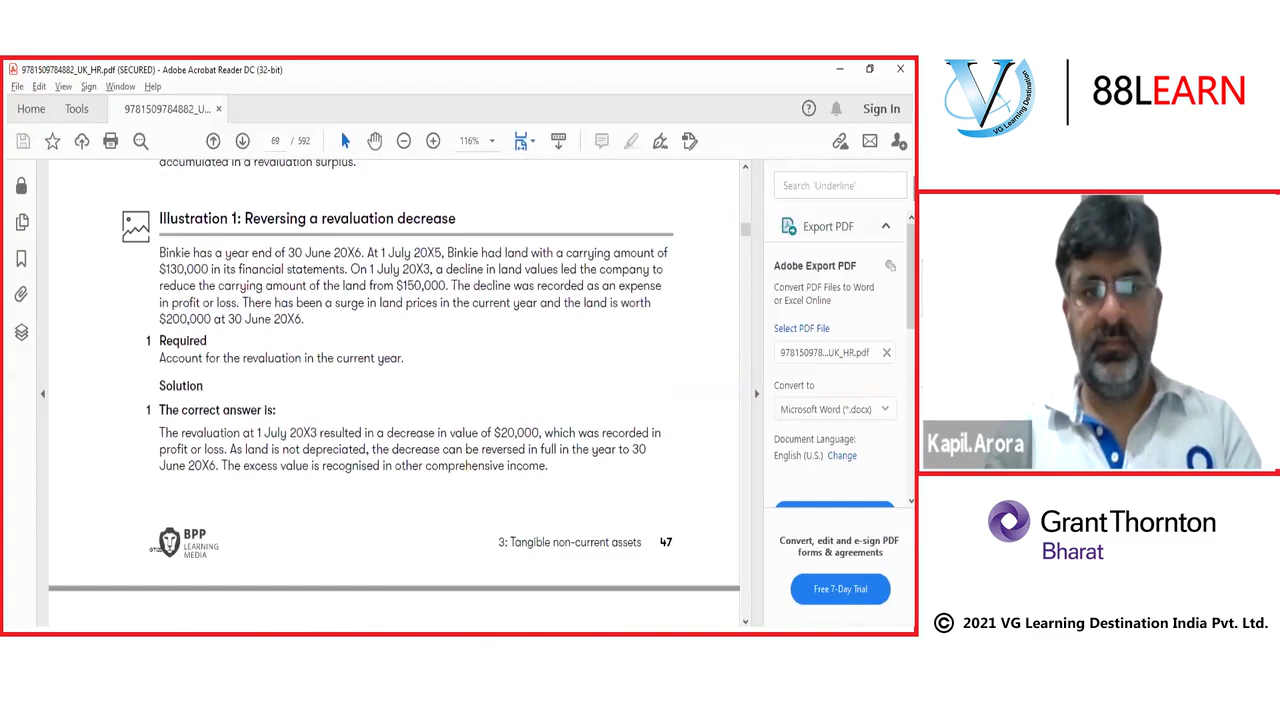 9781509784882_UK_HR.pdf (SECURED) - Adobe Acrobat Reader DC (32-bit)
File Edit View Sign Window Help
Home Tools 9781509784882_U... × Sign In
69 / 592 116%
accumulated in a revaluation surplus.
Illustration 1: Reversing a revaluation decrease
Binkie has a year end of 30 June 20X6. At 1 July 20X5, Binkie had land with a carrying amount of
$130,000 in its financial statements. On 1 July 20X3, a decline in land values led the company to
reduce the carrying amount of the land from $150,000. The decline was recorded as an expense
in profit or loss. There has been a surge in land prices in the current year and the land is worth
$200,000 at 30 June 20X6.
1 Required
Account for the revaluation in the current year.
Solution
1 The correct answer is:
The revaluation at 1 July 20X3 resulted in a decrease in value of $20,000, which was recorded in
profit or loss. As land is not depreciated, the decrease can be reversed in full in the year to 30
June 20X6. The excess value is recognised in other comprehensive income.
BPP
LEARNING
MEDIA
3: Tangible non-current assets 47
Search 'Underline'
Export PDF
Adobe Export PDF
Convert PDF Files to Word
or Excel Online
Select PDF File
978150978...UK_HR.pdf
Convert to
Microsoft Word (*.docx)
Document Language:
English (U.S.) Change
Convert, edit and e-sign PDF
forms & agreements
Free 7-Day Trial
V
VG Learning Destination
88LEARN
Kapil.Arora
Grant Thornton
Bharat
© 2021 VG Learning Destination India Pvt. Ltd.